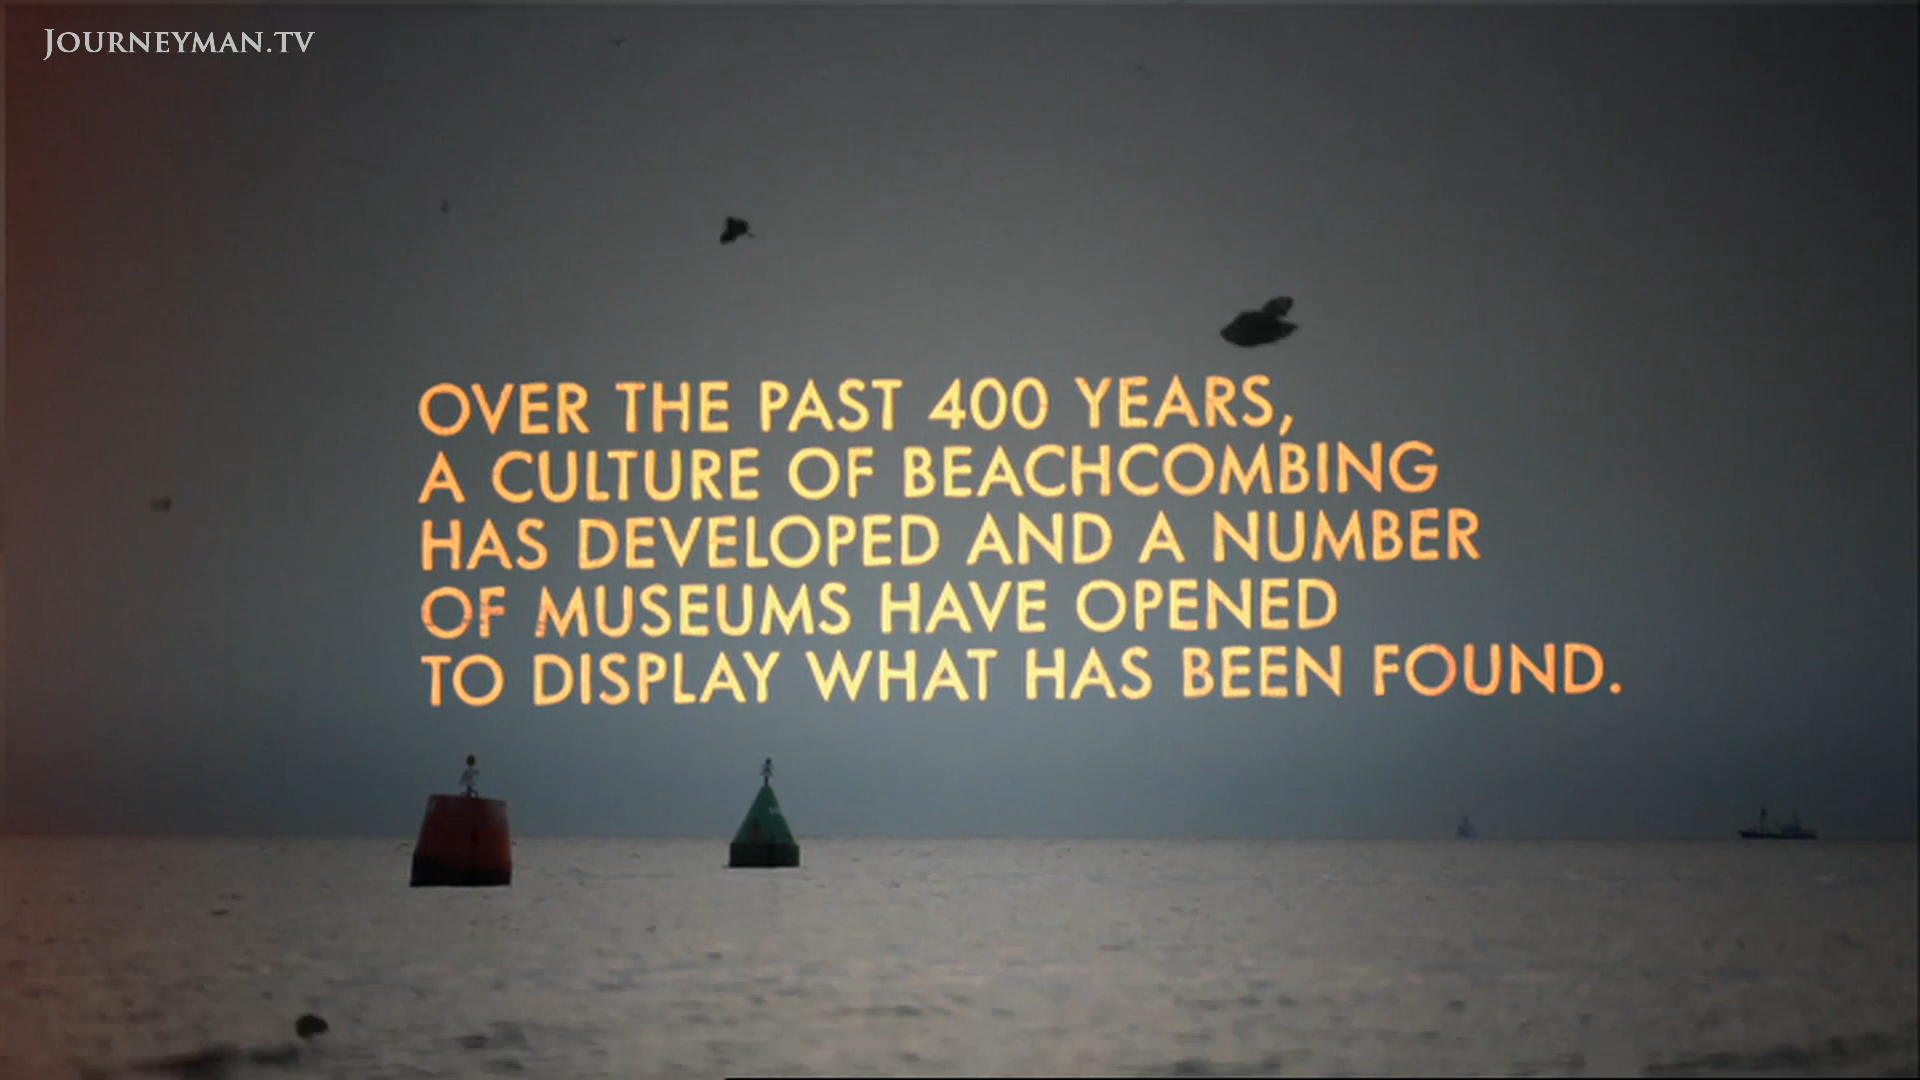 JOURNEYMAN.TV
OVER THE PAST 400 YEARS,
A CULTURE OF BEACHCOMBING
HAS DEVELOPED AND A NUMBER
OF MUSEUMS HAVE OPENED
TO DISPLAY WHAT HAS BEEN FOUND.